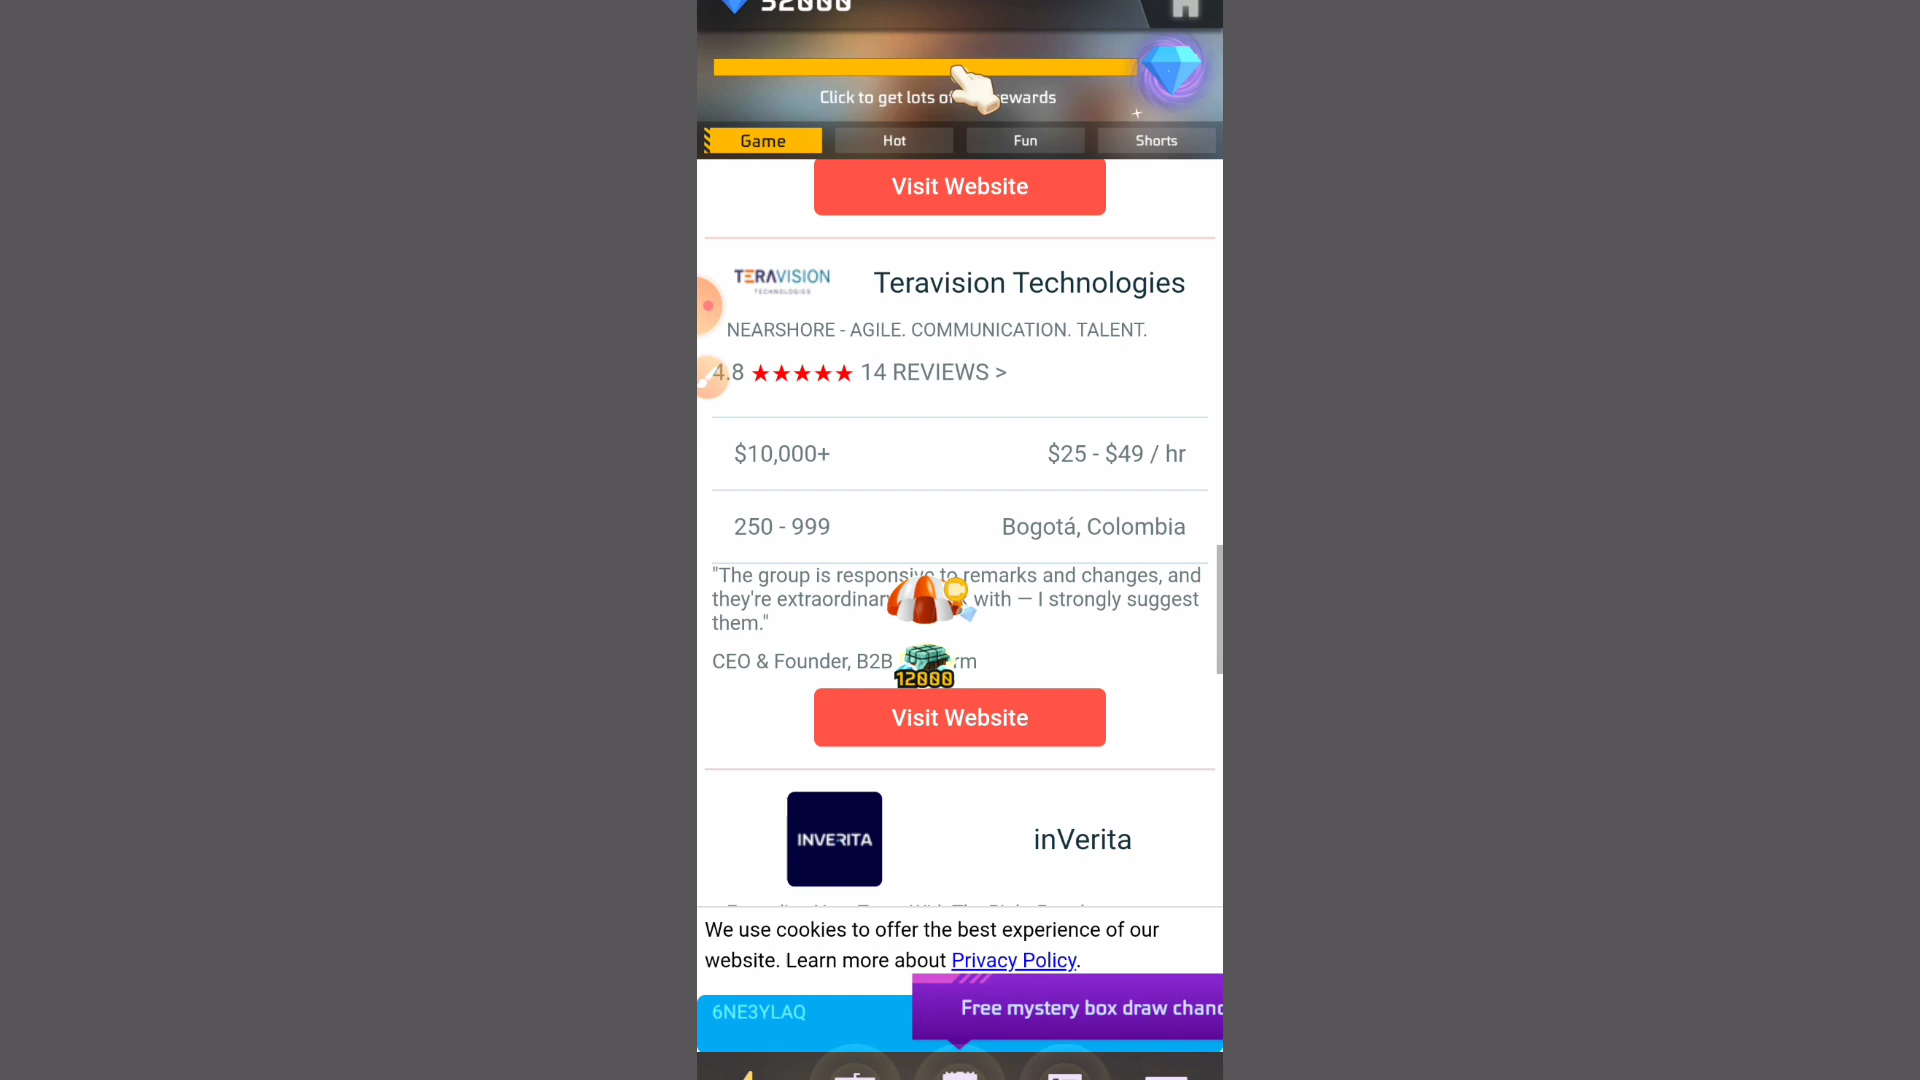 52000
Click to get lots of ewards
Game
Hot
Fun
Shorts
Visit Website
TERAVISION
TECHNOLOGIES
Teravision Technologies
NEARSHORE - AGILE. COMMUNICATION. TALENT.
4.8 ★★★★★ 14 REVIEWS >
$10,000+
$25 - $49 / hr
250 - 999
Bogotá, Colombia
"The group is responsive to remarks and changes, and
they're extraordinary with — I strongly suggest
them."
CEO & Founder, B2B rm
12000
Visit Website
INVERITA
inVerita
We use cookies to offer the best experience of our
website. Learn more about Privacy Policy.
6NE3YLAQ
Free mystery box draw chanc